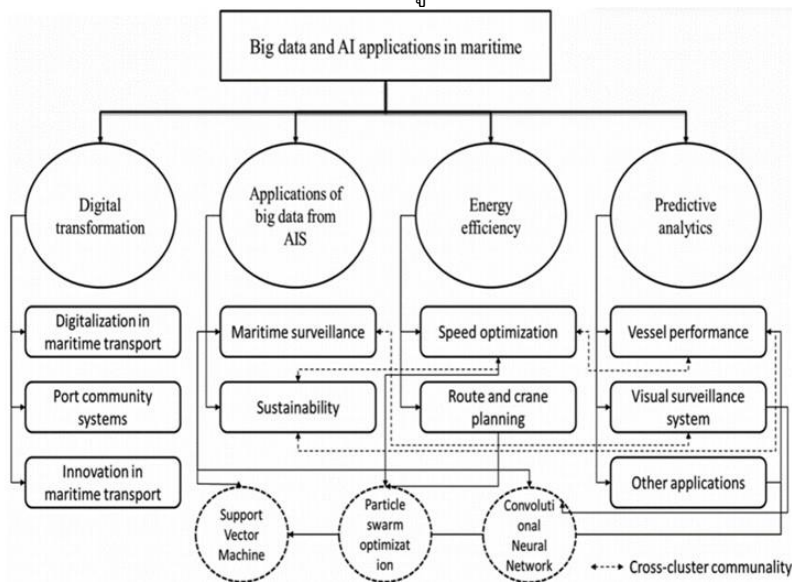 Big data and AI applications in maritime
Digital
transformation
Applications of
big data from
AIS
Energy
efficiency
Predictive
analytics
Digitalization in
maritime transport
Maritime surveillance
Speed optimization
Vessel performance
Port community
systems
Sustainability
Route and crane
planning
Visual surveillance
system
Innovation in
maritime transport
Other applications
Support
Vector
Machine
Particle
swarm
optimizat
ion
Convoluti
onal
Neural
Network
Cross-cluster communality